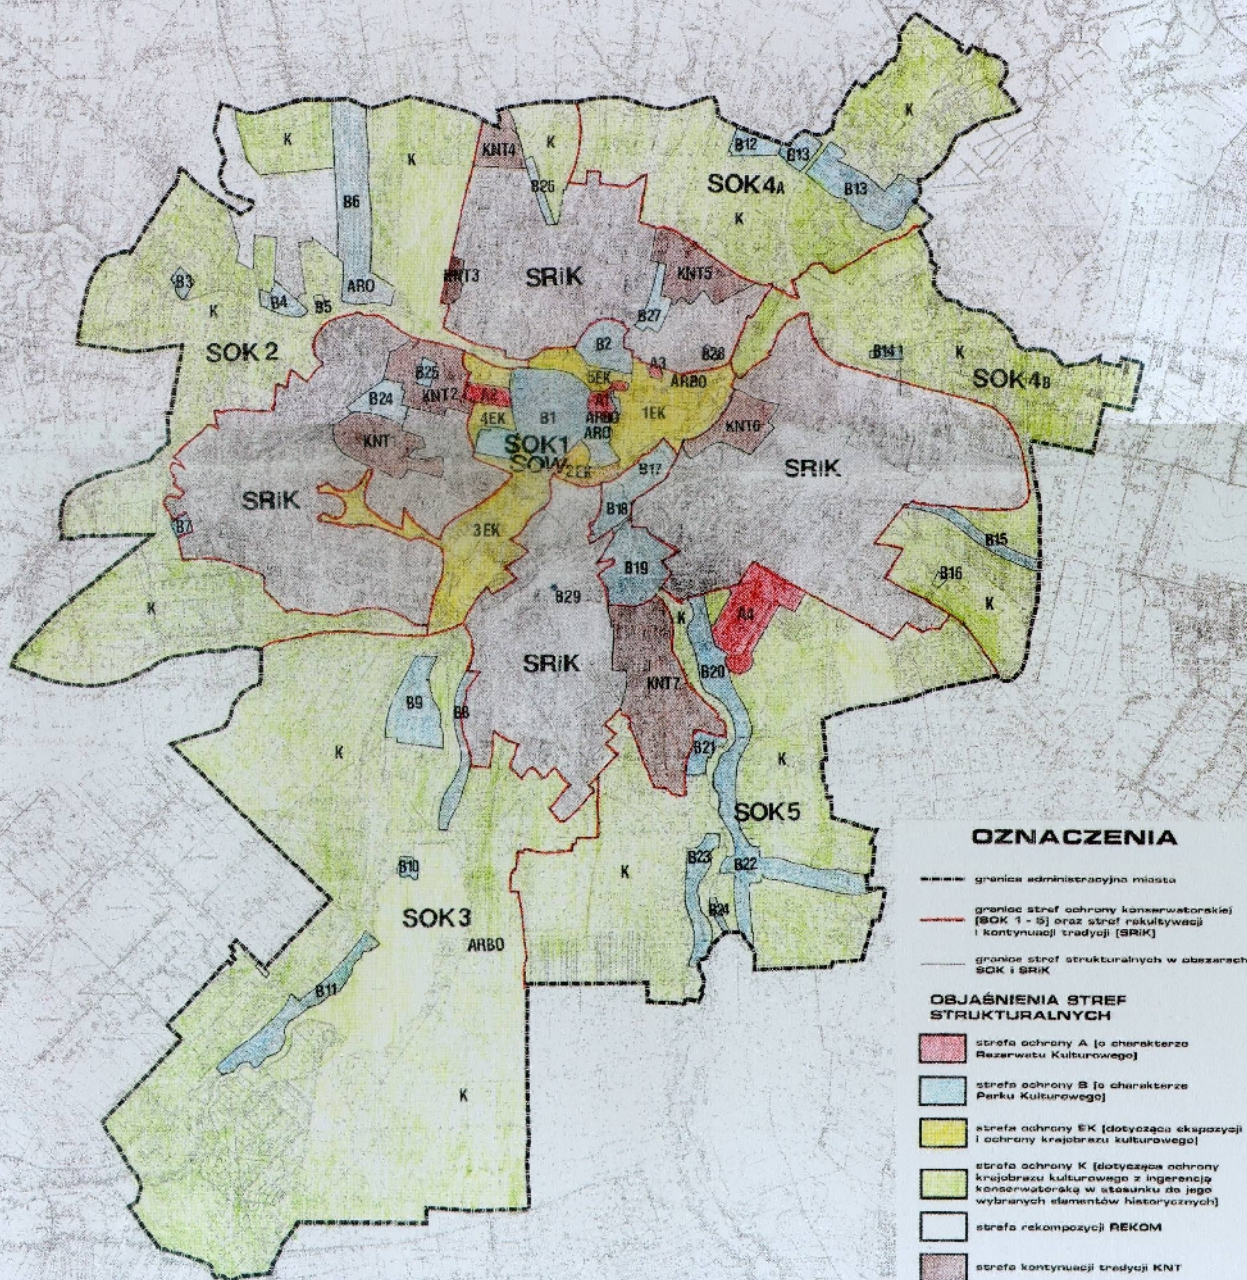 K
K
K
K
B6
KNT4
B26
B12
B13
B13
SOK4A
K
B3
K
B4
B5
ARO
KNT3
SRiK
KNT5
B27
SOK 2
B2
B28
B14
K
SOK4B
B25
B24
KNT2
A2
5EK
A3
ARBO
A1
4EK
B1
ARBO
ARO
1EK
KNT6
KNT
SOK1
SOW
2EK
B17
SRiK
SRiK
B7
3EK
B18
B15
B19
B16
K
B29
K
K
A4
SRiK
KNT7
B20
B9
B8
K
B21
K
SOK5
B10
K
B23
B22
B24
SOK3
ARBO
B11
K
OZNACZENIA
granica administracyjna miasta
granice stref ochrony konserwatorskiej
[SOK 1 - 5] oraz stref rekultywacji
i kontynuacji tradycji [SRiK]
granice stref strukturalnych w obszarach
SOK i SRiK
OBJAŚNIENIA STREF
STRUKTURALNYCH
strefa ochrony A [o charakterze
Rezerwatu Kulturowego]
strefa ochrony B [o charakterze
Parku Kulturowego]
strefa ochrony EK [dotycząca ekspozycji
i ochrony krajobrazu kulturowego]
strefa ochrony K [dotycząca ochrony
krajobrazu kulturowego z ingerencją
konserwatorską w stosunku do jego
wybranych elementów historycznych]
strefa rekompozycji REKOM
strefa kontynuacji tradycji KNT